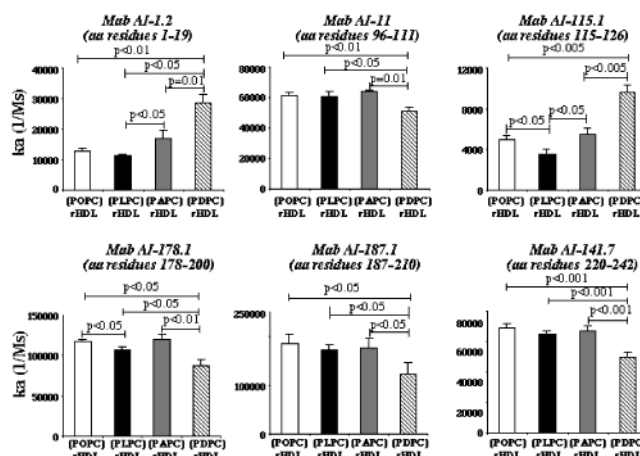 Mab AI-1.2
(aa residues 1-19)
p<0.01
p<0.05
p=0.01
p<0.05
ka (1/Ms)
40000
30000
20000
10000
0
(POPC) (PLPC) (PAPC) (PDPC)
rHDL rHDL rHDL rHDL
Mab AI-11
(aa residues 96-111)
p<0.01
p<0.05
p=0.01
80000
60000
40000
20000
0
(POPC) (PLPC) (PAPC) (PDPC)
rHDL rHDL rHDL rHDL
Mab AI-115.1
(aa residues 115-126)
p<0.005
p<0.005
p<0.05
p<0.05
12000
8000
4000
0
(POPC) (PLPC) (PAPC) (PDPC)
rHDL rHDL rHDL rHDL
Mab AI-178.1
(aa residues 178-200)
p<0.05
p<0.05
p<0.05
p<0.01
ka (1/Ms)
150000
100000
50000
0
(POPC) (PLPC) (PAPC) (PDPC)
rHDL rHDL rHDL rHDL
Mab AI-187.1
(aa residues 187-210)
p<0.05
p<0.05
p<0.05
250000
100000
0
(POPC) (PLPC) (PAPC) (PDPC)
rHDL rHDL rHDL rHDL
Mab AI-141.7
(aa residues 220-242)
p<0.001
p<0.001
p<0.001
80000
60000
40000
20000
0
(POPC) (PLPC) (PAPC) (PDPC)
rHDL rHDL rHDL rHDL